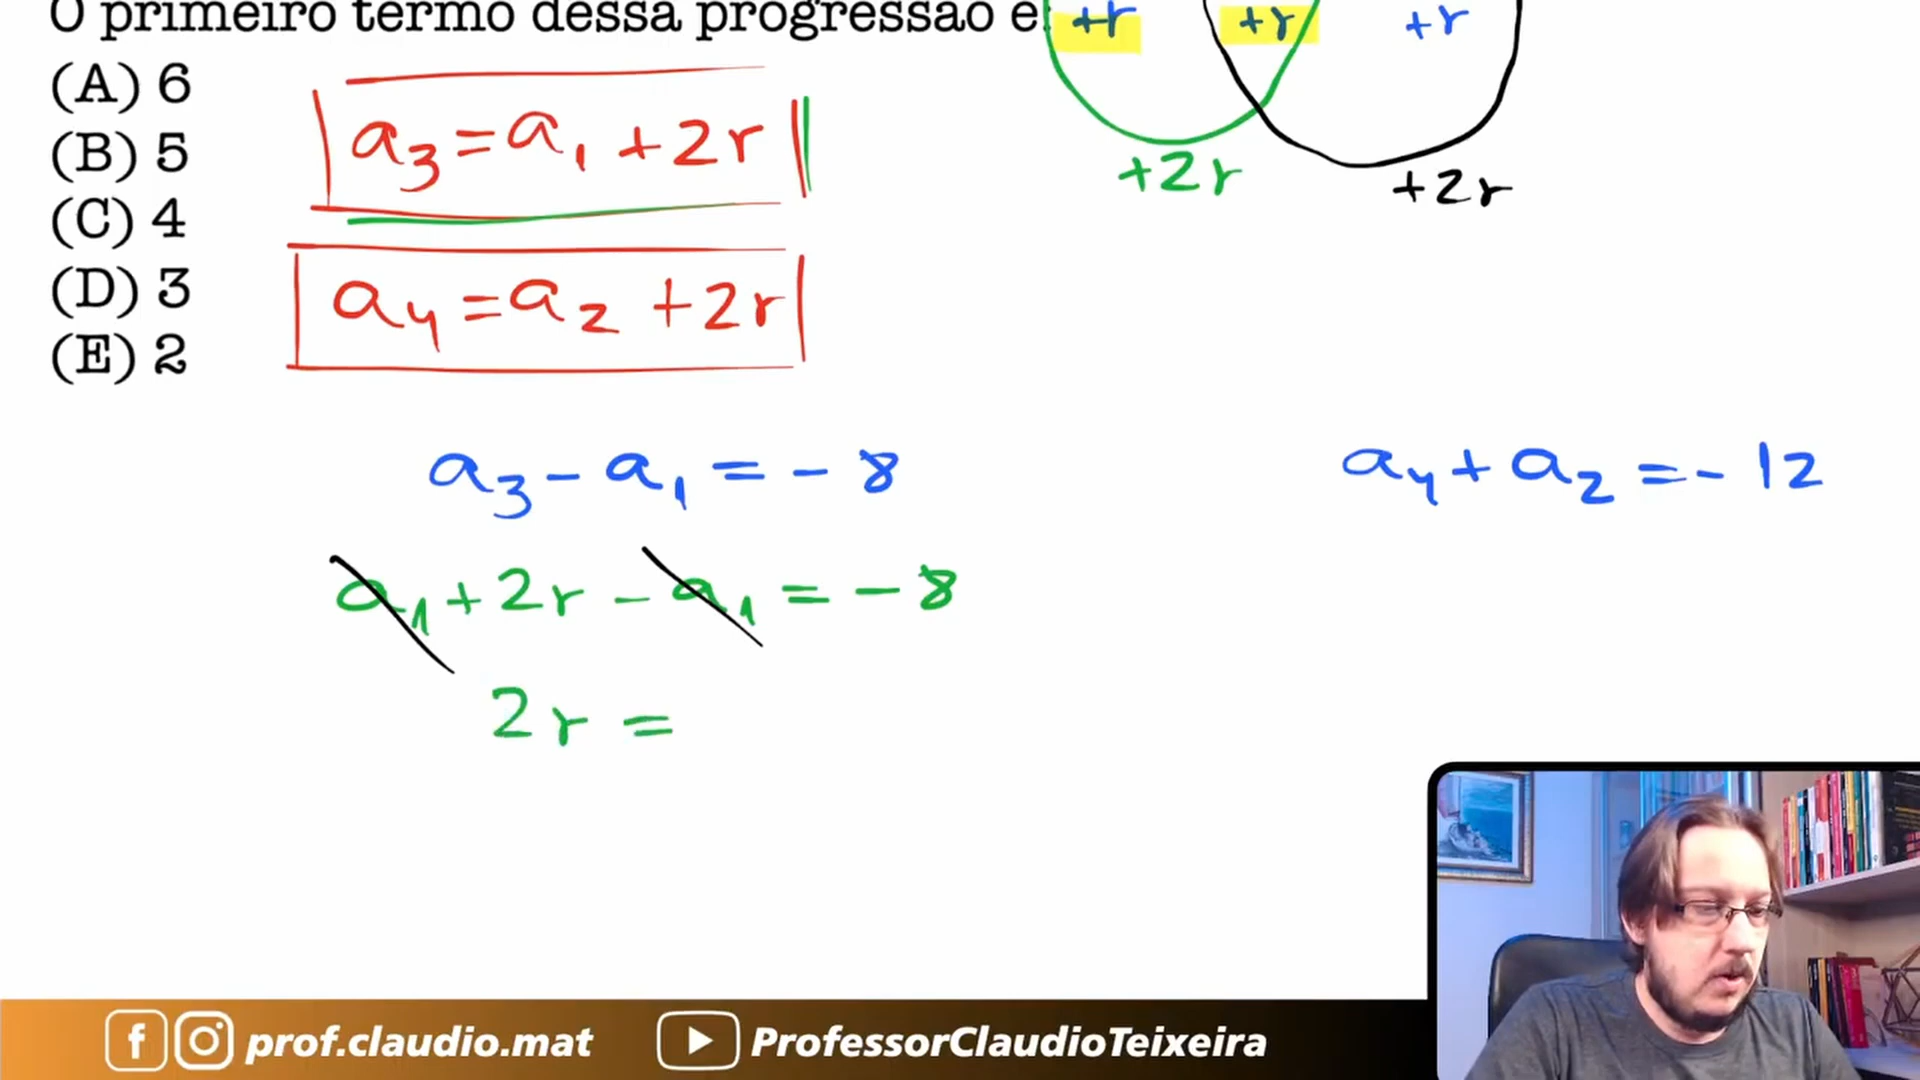 O primeiro termo dessa progressão é
+r +r +r
(A) 6
(B) 5
(C) 4
(D) 3
(E) 2
a3 = a1 + 2r
a4 = a2 + 2r
+2r +2r
a3 - a1 = - 8
a1 + 2r - a1 = - 8
2r =
a4 + a2 = - 12
prof.claudio.mat ProfessorClaudioTeixeira